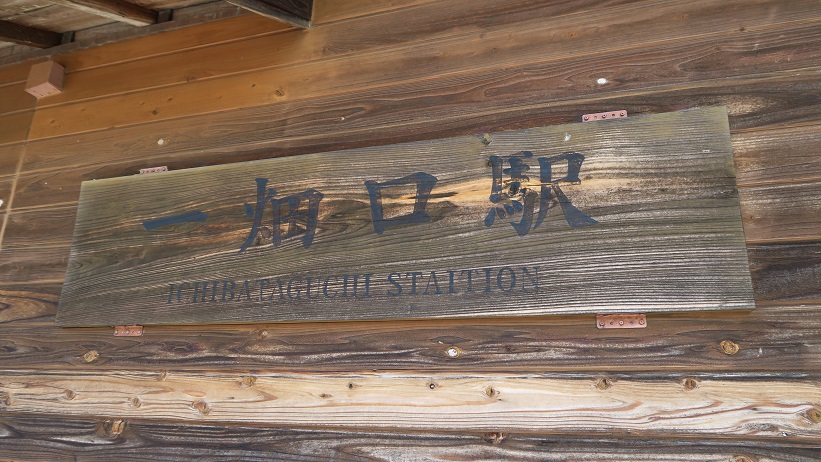 一畑口駅
ICHIBATAGUCHI STAITION